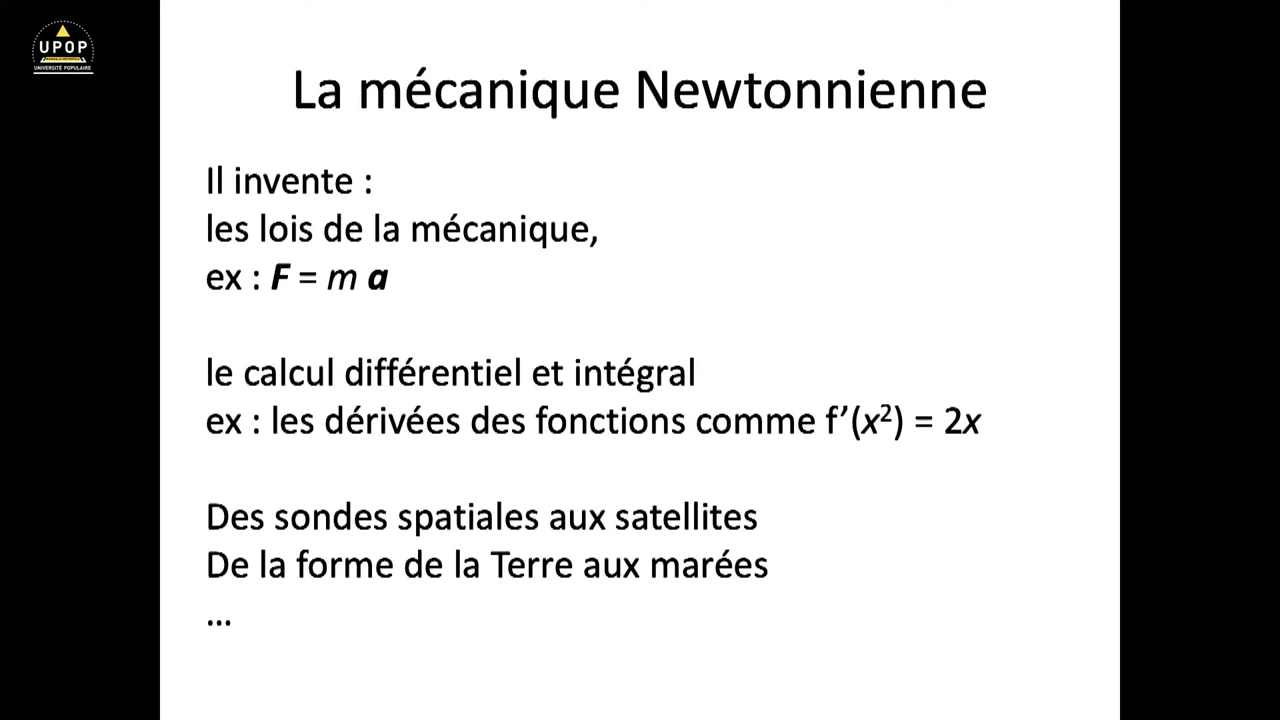 UPOP
UNIVERSITÉ POPULAIRE
La mécanique Newtonnienne
Il invente :
les lois de la mécanique,
ex : F = m a
le calcul différentiel et intégral
ex : les dérivées des fonctions comme f’(x²) = 2x
Des sondes spatiales aux satellites
De la forme de la Terre aux marées
...